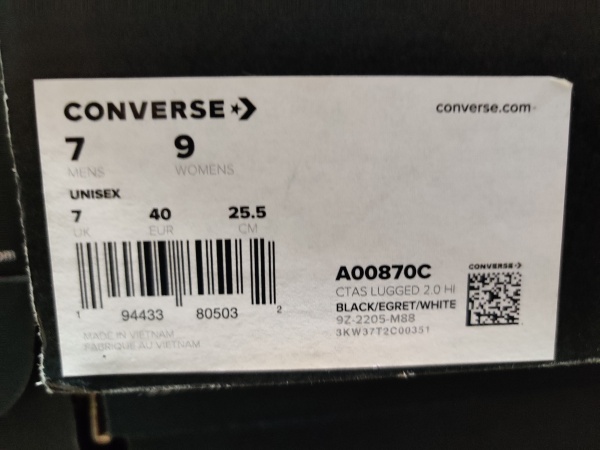 CONVERSE
converse.com
7 9
MENS WOMENS
UNISEX
7 40 25.5
UK EUR CM
1 94433 80503 2
MADE IN VIETNAM
FABRIQUE AU VIETNAM
A00870C
CTAS LUGGED 2.0 HI
BLACK/EGRET/WHITE
9Z-2205-M88
3KW37T2C00351
CONVERSE
om